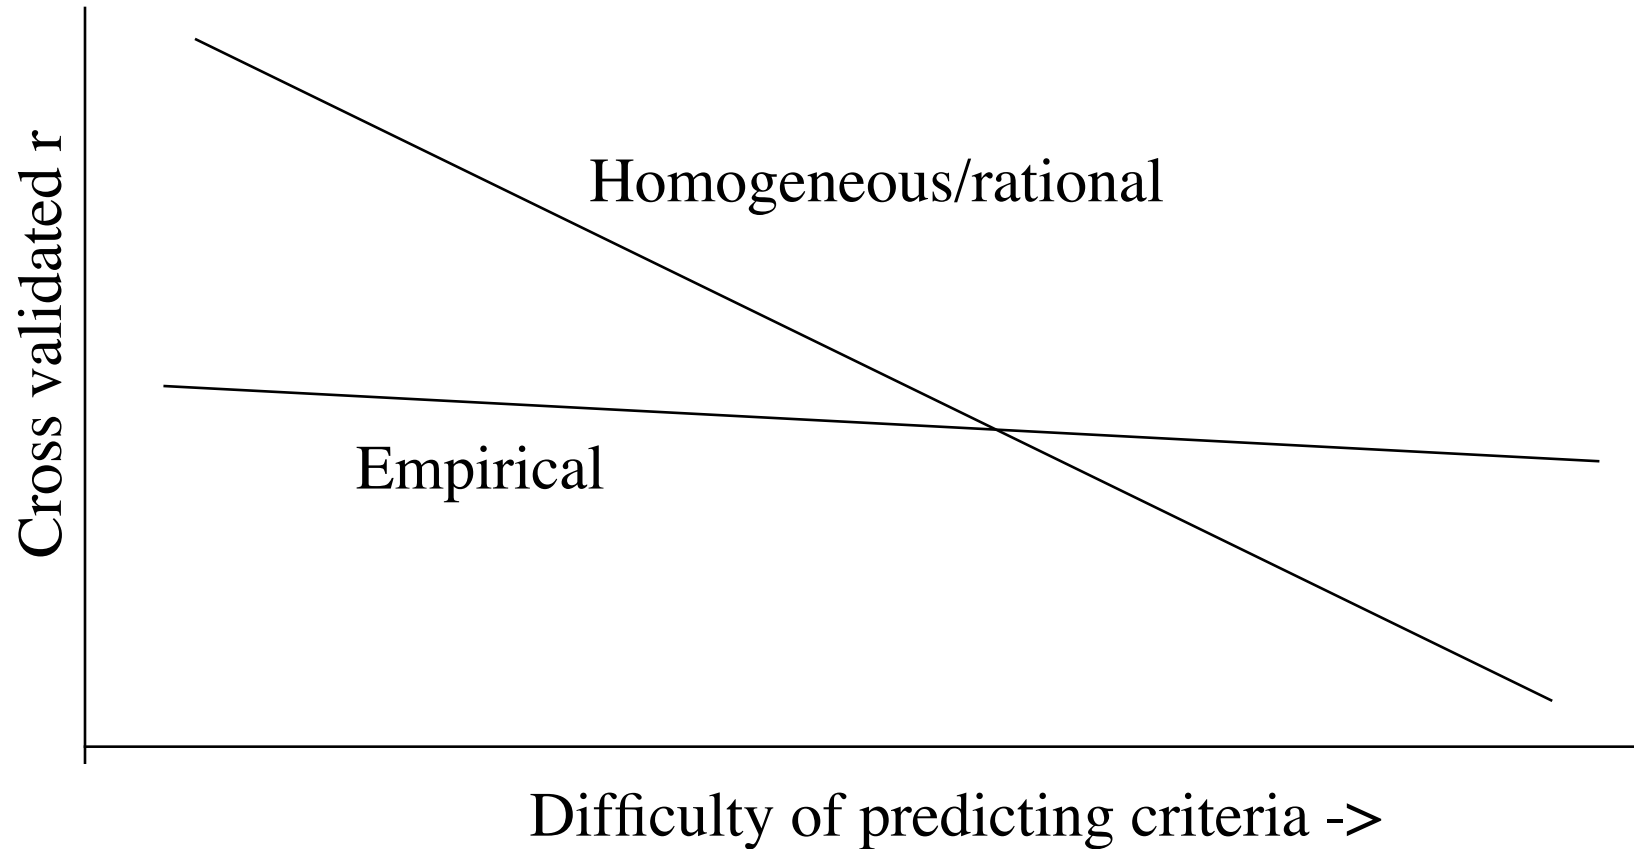 Cross validated r
Homogeneous/rational
Empirical
Difficulty of predicting criteria ->